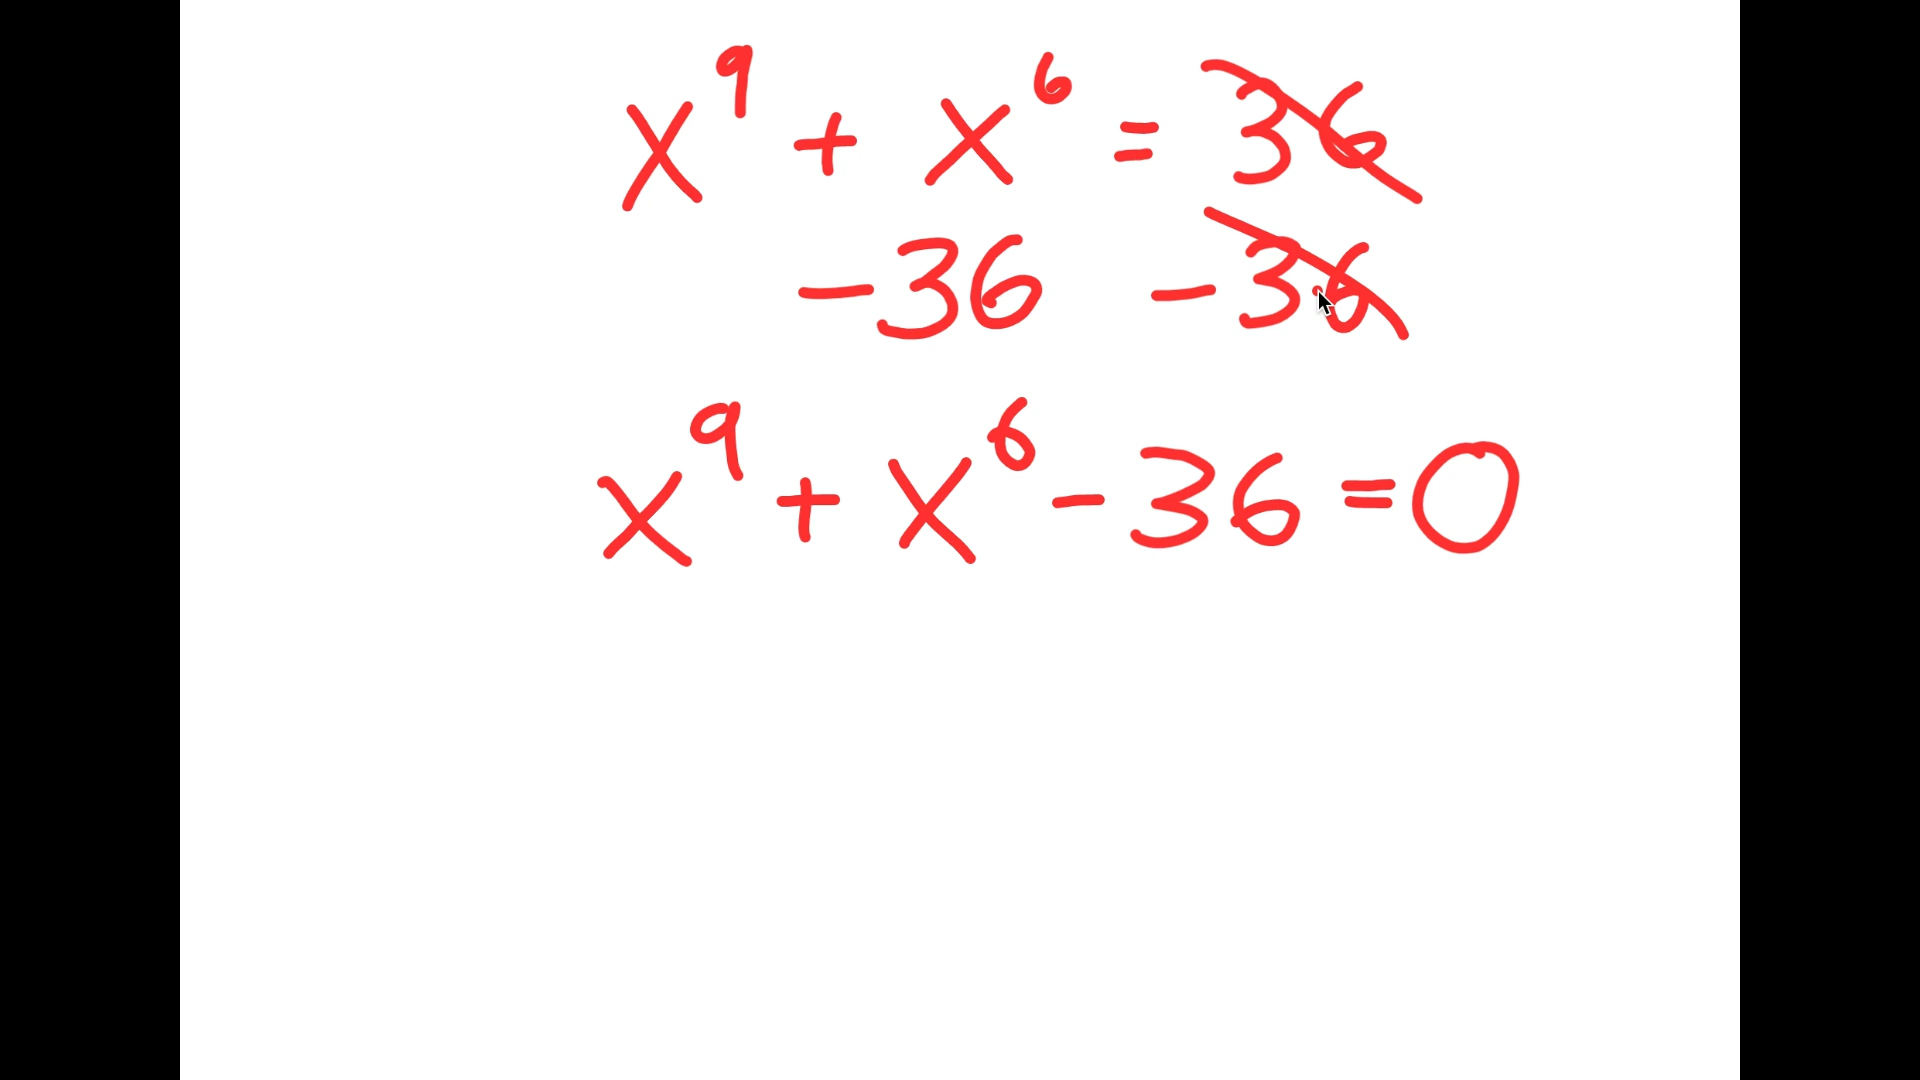 x⁹ + x⁶ = 36
- 36 - 36
x⁹ + x⁶ - 36 = 0